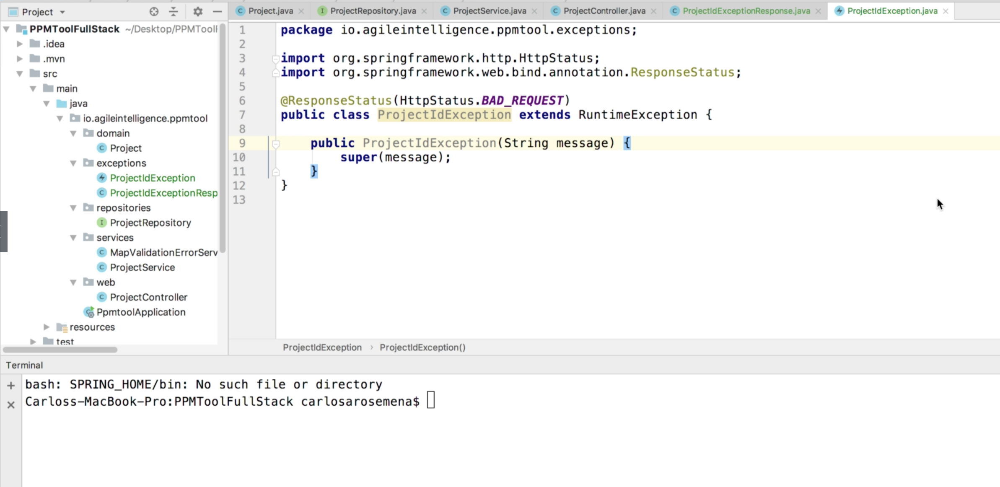 Project
Project.java
ProjectRepository.java
ProjectService.java
ProjectController.java
ProjectIdExceptionResponse.java
ProjectIdException.java
PPMToolFullStack ~/Desktop/PPMToolF
.idea
.mvn
src
main
java
io.agileintelligence.ppmtool
domain
Project
exceptions
ProjectIdException
ProjectIdExceptionResp
repositories
ProjectRepository
services
MapValidationErrorServ
ProjectService
web
ProjectController
PpmtoolApplication
resources
test
1 package io.agileintelligence.ppmtool.exceptions;
2
3 import org.springframework.http.HttpStatus;
4 import org.springframework.web.bind.annotation.ResponseStatus;
5
6 @ResponseStatus(HttpStatus.BAD_REQUEST)
7 public class ProjectIdException extends RuntimeException {
8
9 public ProjectIdException(String message) {
10 super(message);
11 }
12 }
13
ProjectIdException › ProjectIdException()
Terminal
bash: SPRING_HOME/bin: No such file or directory
Carloss-MacBook-Pro:PPMToolFullStack carlosarosemena$